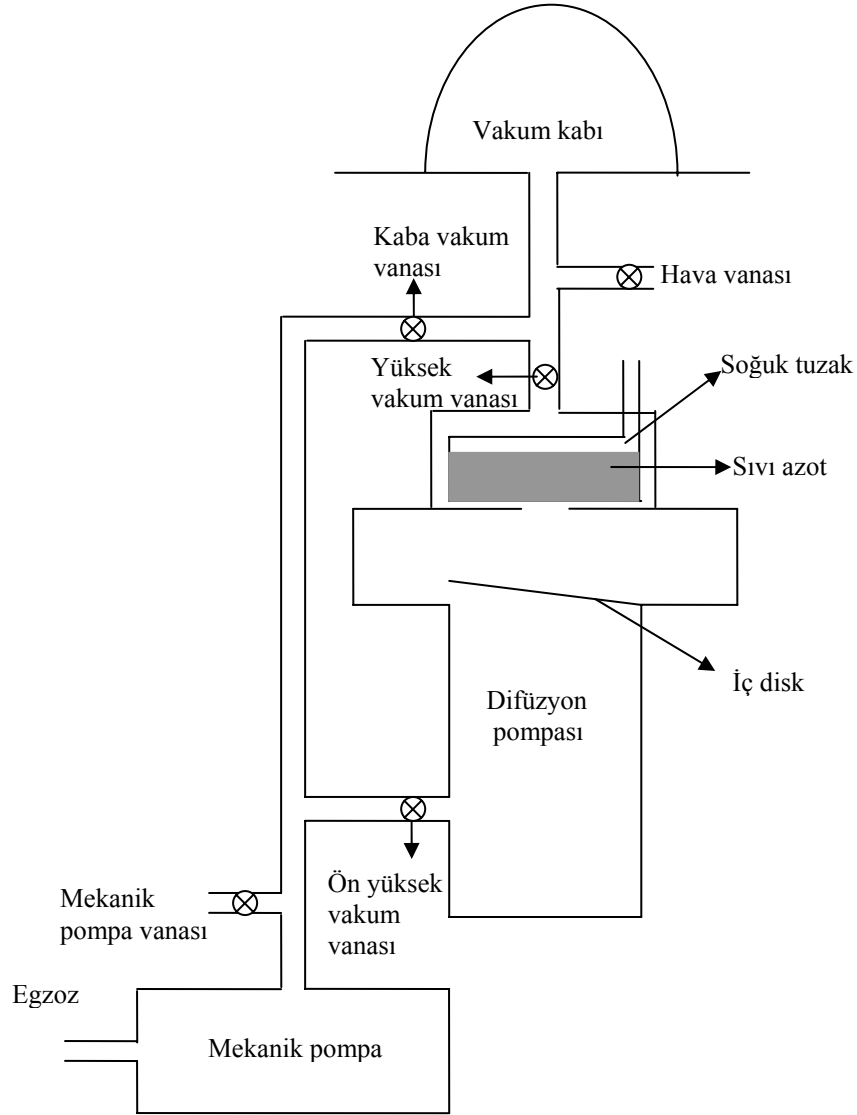 Vakum kabı
Kaba vakum
vanası
Hava vanası
Yüksek
vakum vanası
Soğuk tuzak
Sıvı azot
İç disk
Difüzyon
pompası
Ön yüksek
vakum
vanası
Mekanik
pompa vanası
Egzoz
Mekanik pompa